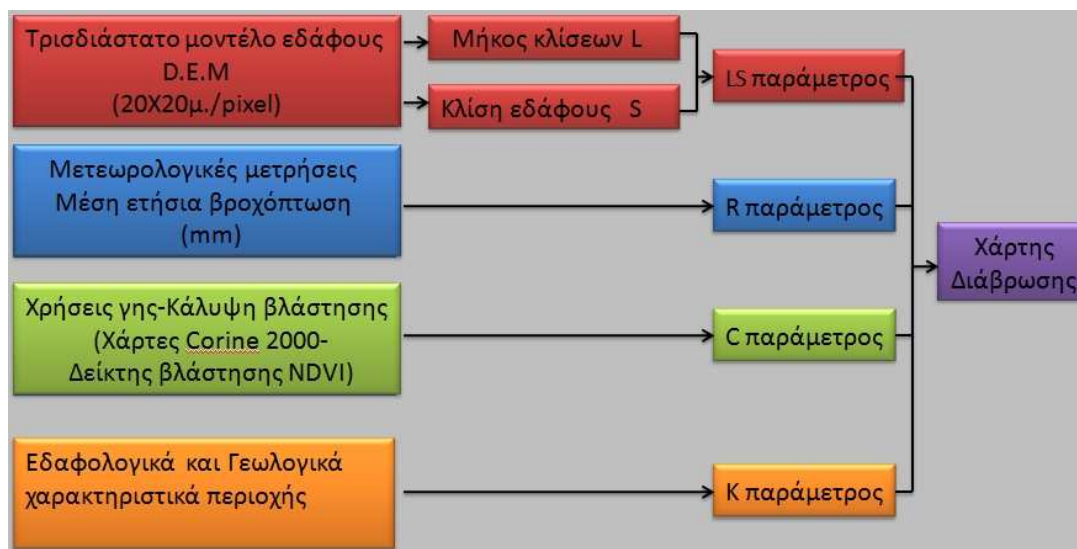 Τρισδιάστατο μοντέλο εδάφους
D.E.M
(20Χ20μ./pixel)
Μήκος κλίσεων L
Κλίση εδάφους S
LS παράμετρος
Μετεωρολογικές μετρήσεις
Μέση ετήσια βροχόπτωση
(mm)
R παράμετρος
Χάρτης
Διάβρωσης
Χρήσεις γης-Κάλυψη βλάστησης
(Χάρτες Corine 2000-
Δείκτης βλάστησης NDVI)
C παράμετρος
Εδαφολογικά και Γεωλογικά
χαρακτηριστικά περιοχής
K παράμετρος